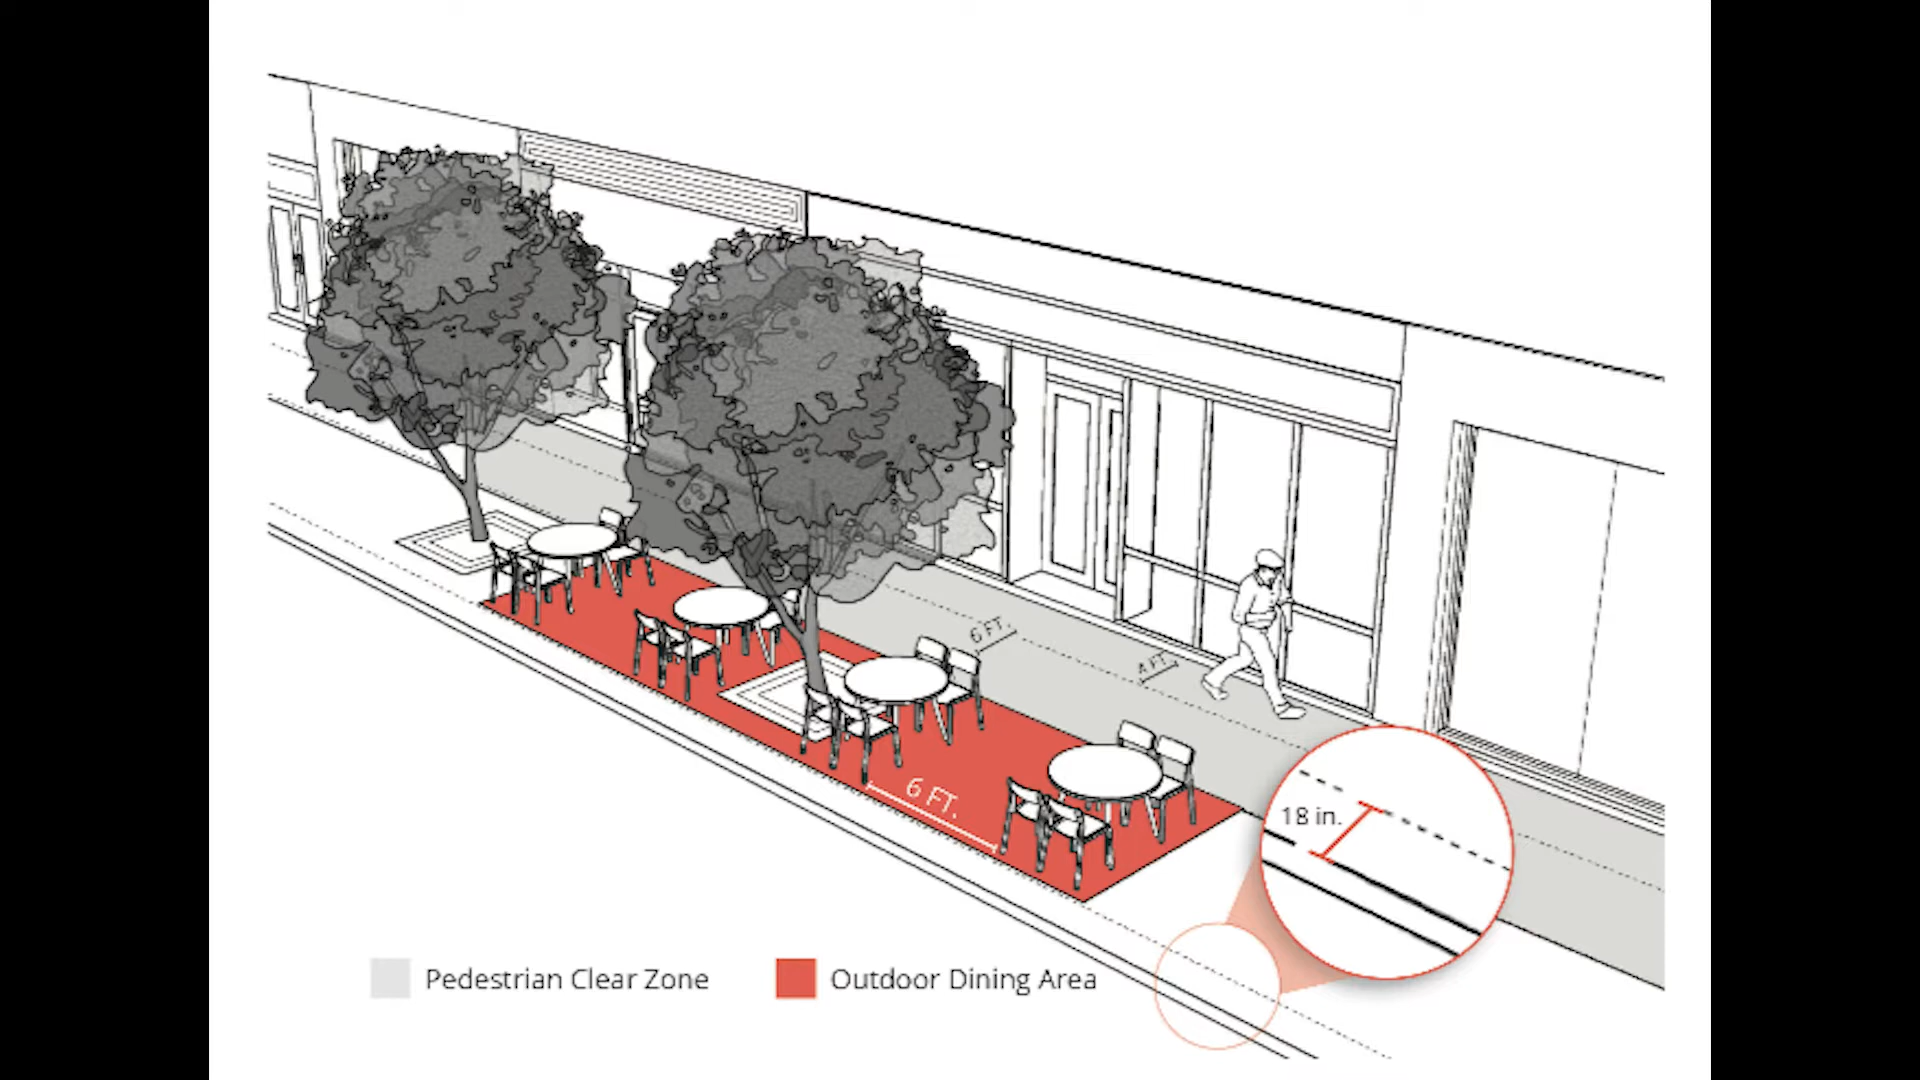 6 FT.
4 FT.
6 FT.
18 in.
Pedestrian Clear Zone
Outdoor Dining Area